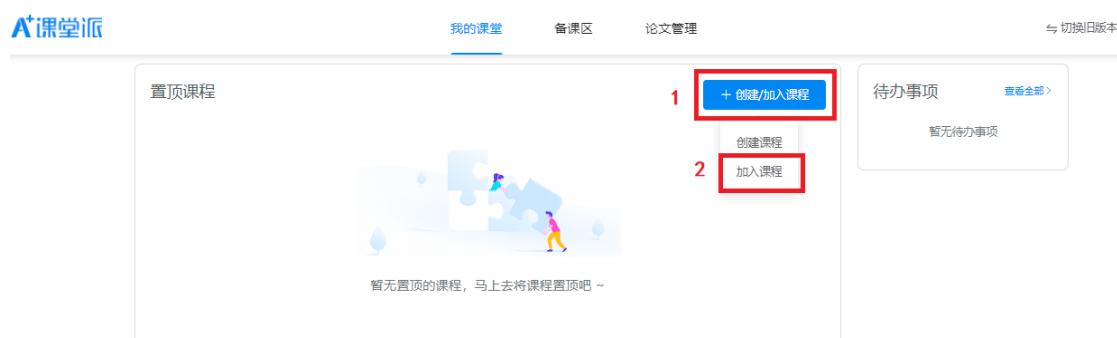 A+课堂派
我的课堂
备课区
论文管理
⇋ 切换旧版本
置顶课程
1
+ 创建/加入课程
创建课程
2
加入课程
暂无置顶的课程，马上去将课程置顶吧 ~
待办事项
查看全部 >
暂无待办事项